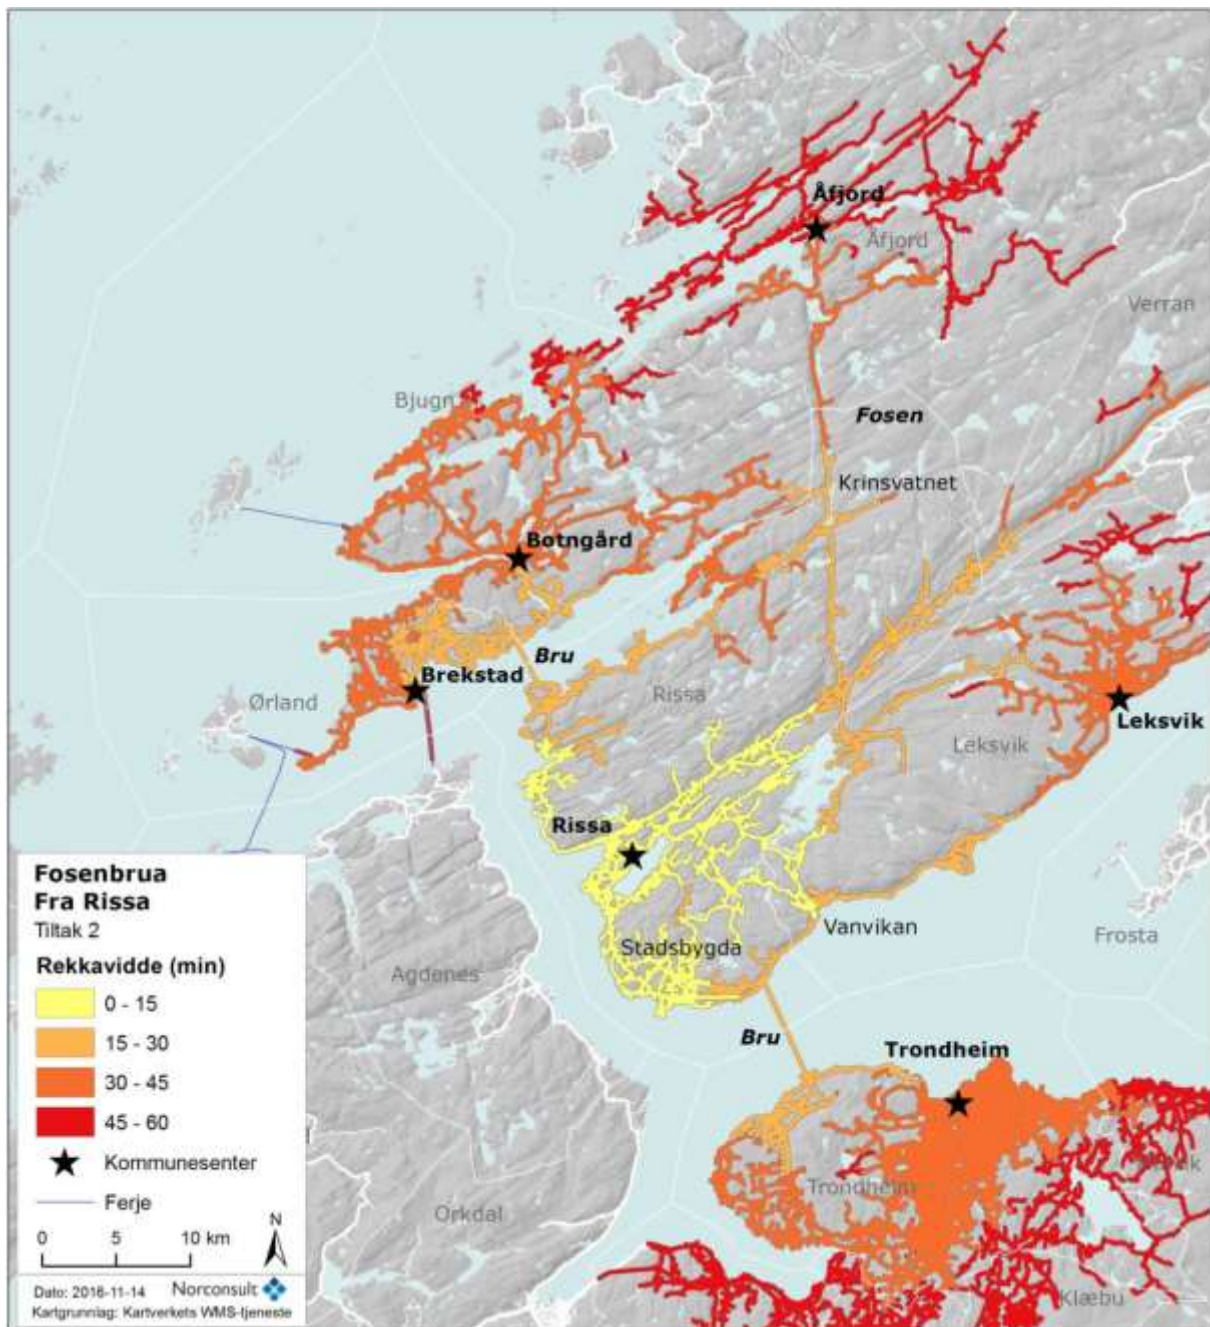 Åfjord
Åfjord
Verran
Bjugn
Fosen
Krinsvatnet
Botngård
Bru
Brekstad
Rissa
Ørland
Leksvik
Leksvik
Rissa
Vanvikan
Stadsbygda
Frosta
Agdenes
Bru
Trondheim
Trondheim
Orkdal
Klæbu
Fosenbrua
Fra Rissa
Tiltak 2
Rekkavidde (min)
0 - 15
15 - 30
30 - 45
45 - 60
Kommunesenter
Ferje
N
0 5 10 km
Dato: 2016-11-14 Norconsult
Kartgrunnlag: Kartverkets WMS-tjeneste